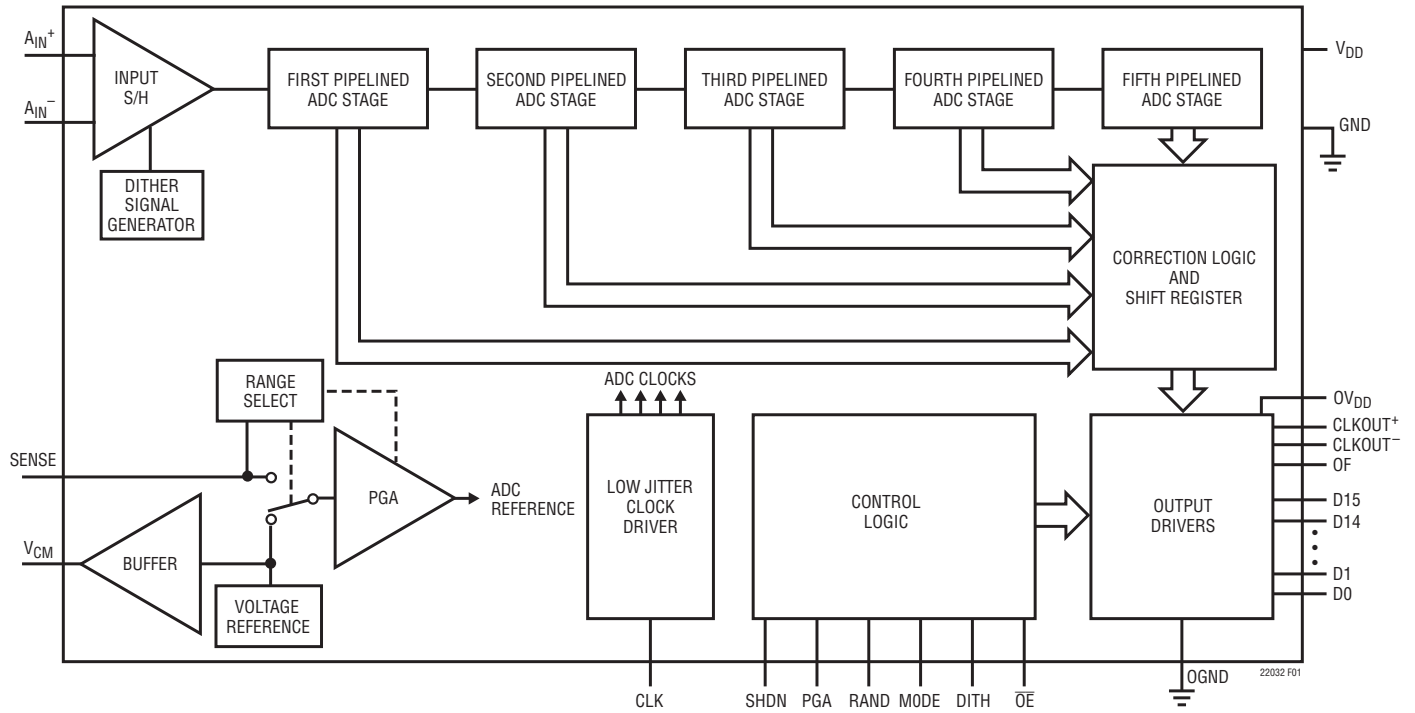 AIN+
AIN−
INPUT
S/H
DITHER
SIGNAL
GENERATOR
FIRST PIPELINED
ADC STAGE
SECOND PIPELINED
ADC STAGE
THIRD PIPELINED
ADC STAGE
FOURTH PIPELINED
ADC STAGE
FIFTH PIPELINED
ADC STAGE
VDD
GND
CORRECTION LOGIC
AND
SHIFT REGISTER
RANGE
SELECT
SENSE
PGA
ADC
REFERENCE
VCM
BUFFER
VOLTAGE
REFERENCE
ADC CLOCKS
LOW JITTER
CLOCK
DRIVER
CONTROL
LOGIC
OUTPUT
DRIVERS
OVDD
CLKOUT+
CLKOUT−
OF
D15
D14
D1
D0
CLK
SHDN
PGA
RAND
MODE
DITH
O̅E̅
OGND
22032 F01